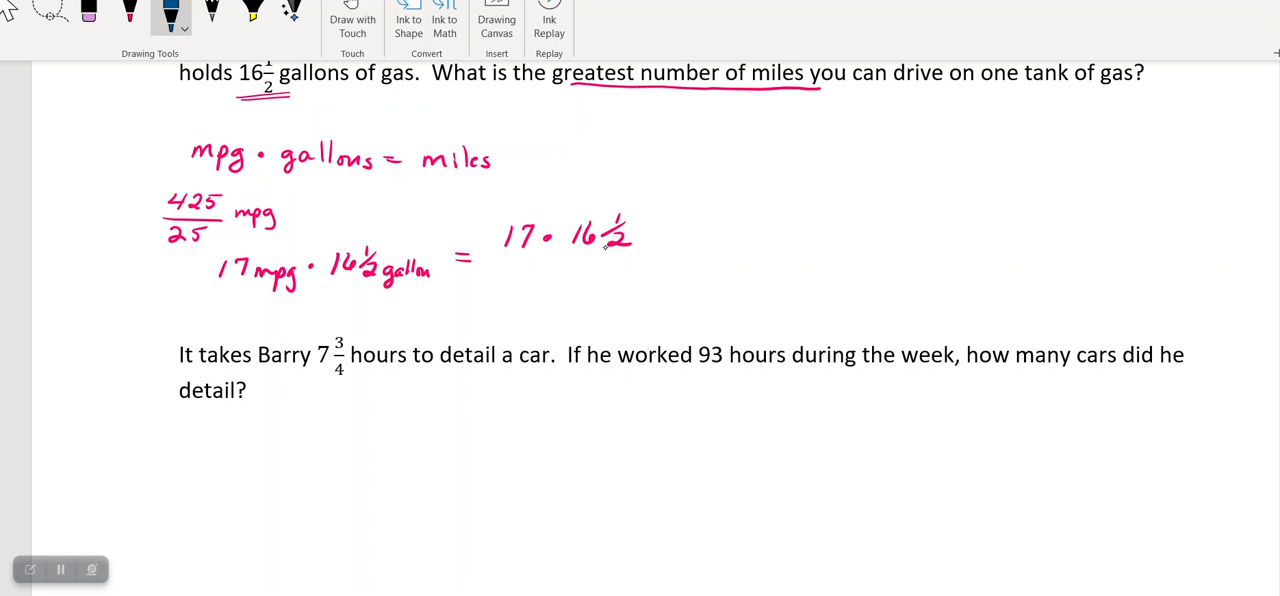 Draw with Touch
Ink to Shape
Ink to Math
Drawing Canvas
Ink Replay
Drawing Tools
Touch
Convert
Insert
Replay
holds 16 1/2 gallons of gas. What is the greatest number of miles you can drive on one tank of gas?
mpg · gallons = miles
425/25 mpg
17 mpg · 16 1/2 gallon = 17 · 16 1/2
It takes Barry 7 3/4 hours to detail a car. If he worked 93 hours during the week, how many cars did he
detail?